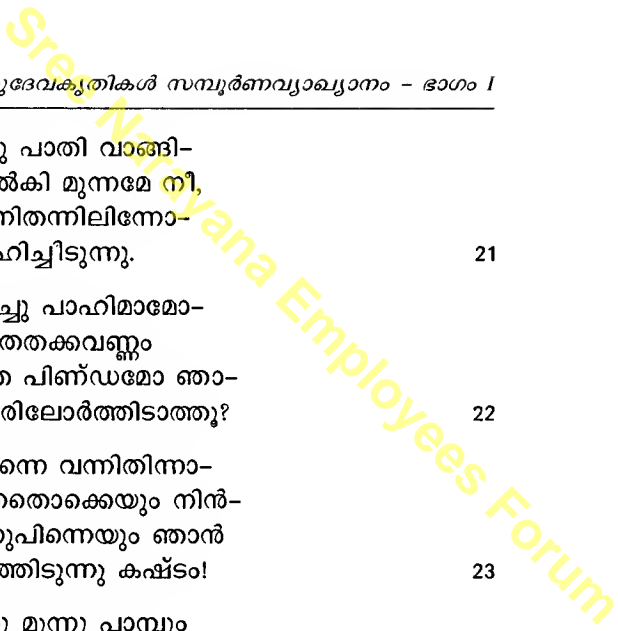 ദേവകൃതികൾ സമ്പൂർണവ്യാഖ്യാനം – ഭാഗം I
പാതി വാങ്ങി–
മുന്നമേ നീ,
നിതന്നിലിന്നോ–
ഹിച്ചിടുന്നു. 21
ച്ചു പാഹിമാമോ–
തതക്കവണ്ണം
പിണ്ഡമോ ഞാ–
രിലോർത്തിടാത്തൂ? 22
ന്നെ വന്നിതിന്നാ–
തൊക്കെയും നിൻ–
പിന്നെയും ഞാൻ
ത്തിടുന്നു കഷ്ടം! 23
മൂന്നു പാമ്പും
Sree Narayana Employees Forum